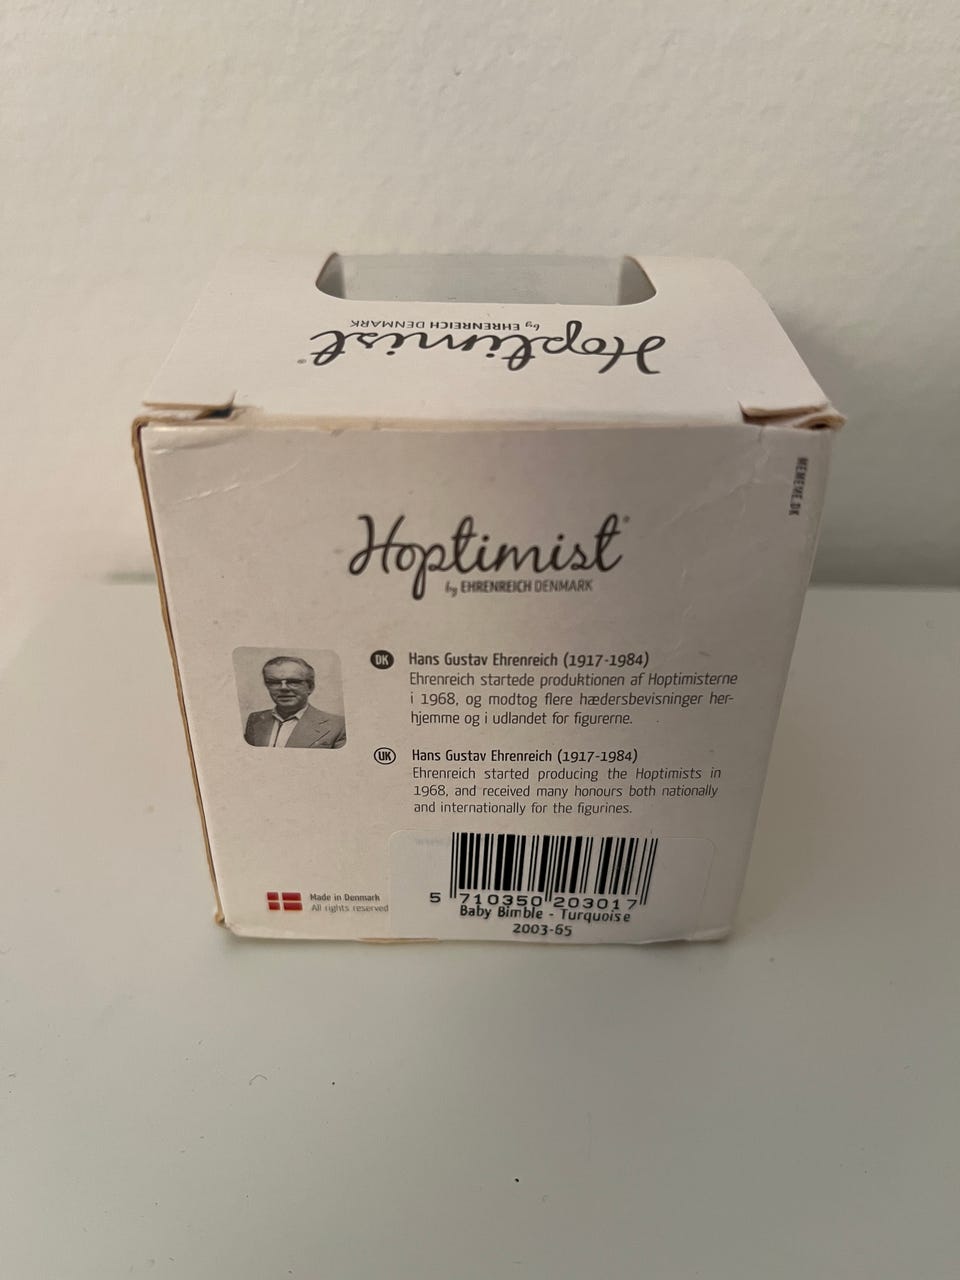 Hoptimist®
by EHRENREICH DENMARK
MEMEWE.DK
Hoptimist®
by EHRENREICH DENMARK
DK Hans Gustav Ehrenreich (1917-1984)
Ehrenreich startede produktionen af Hoptimisterne
i 1968, og modtog flere hædersbevisninger her-
hjemme og i udlandet for figurerne.
UK Hans Gustav Ehrenreich (1917-1984)
Ehrenreich started producing the Hoptimists in
1968, and received many honours both nationally
and internationally for the figurines.
Made in Denmark
All rights reserved
5 710350 203017
Baby Bimble - Turquoise
2003-65